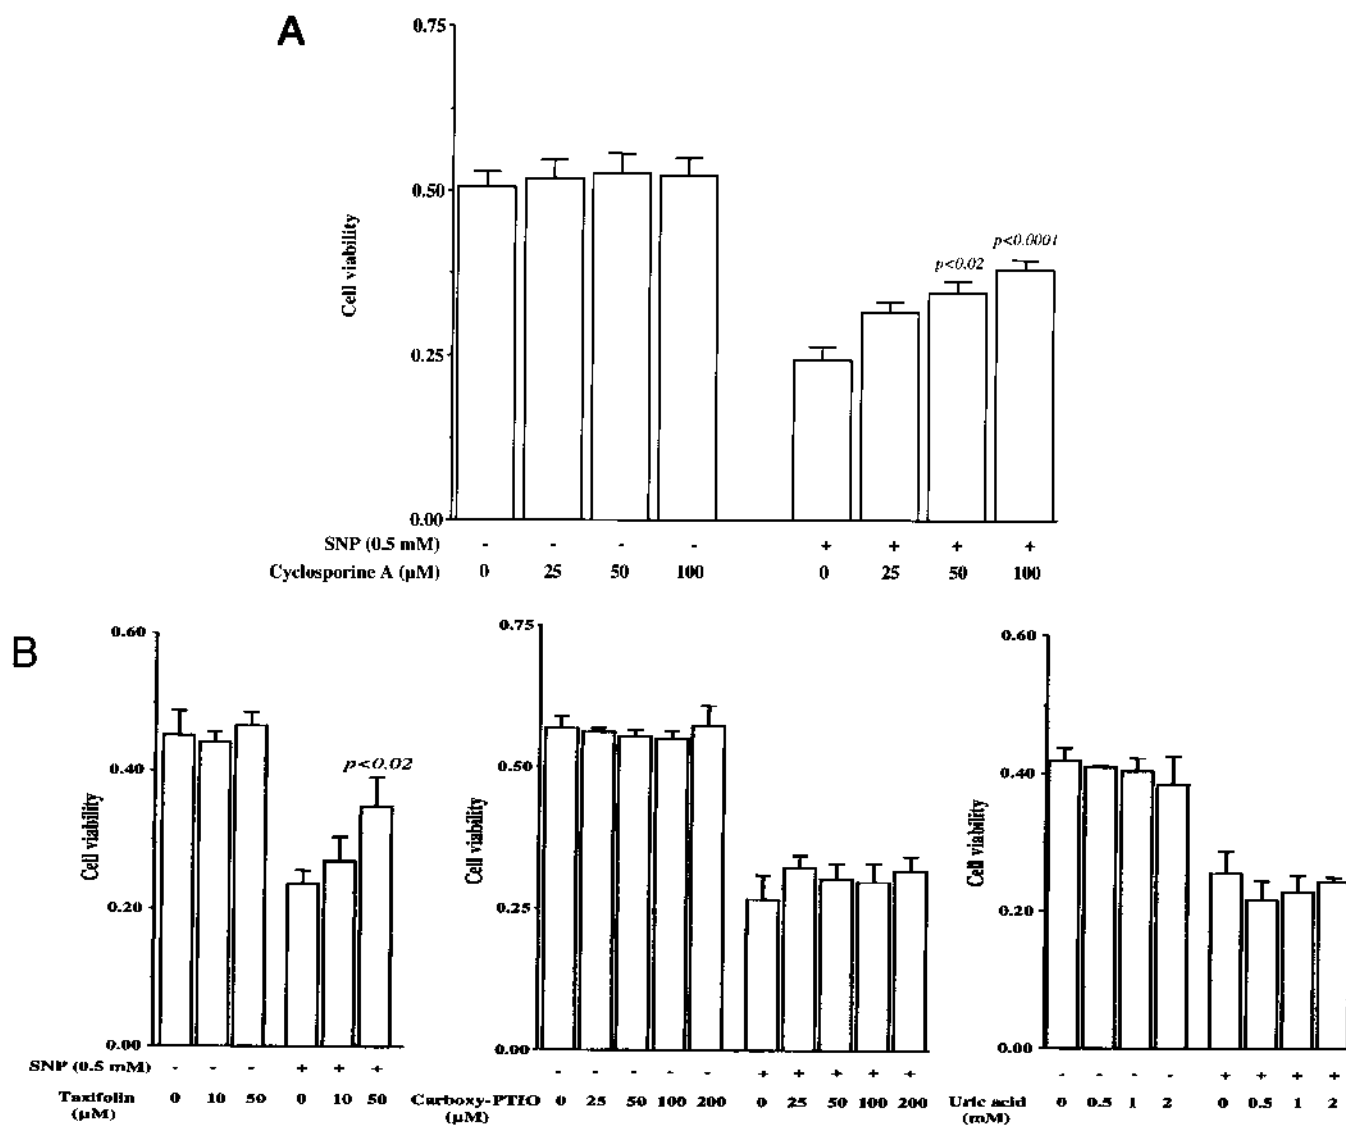 A
0.75
0.50
0.25
0.00
Cell viability
p<0.02
p<0.0001
SNP (0.5 mM) - - - - + + + +
Cyclosporine A (µM) 0 25 50 100 0 25 50 100
B
0.60
0.40
0.20
0.00
Cell viability
p<0.02
SNP (0.5 mM) - - - + + +
Taxifolin 0 10 50 0 10 50
(µM)
0.75
0.50
0.25
0.00
Cell viability
- - - - - + + + + +
Carboxy-PTIO 0 25 50 100 200 0 25 50 100 200
(µM)
0.60
0.40
0.20
0.00
Cell viability
- - - - + + + +
Uric acid 0 0.5 1 2 0 0.5 1 2
(mM)